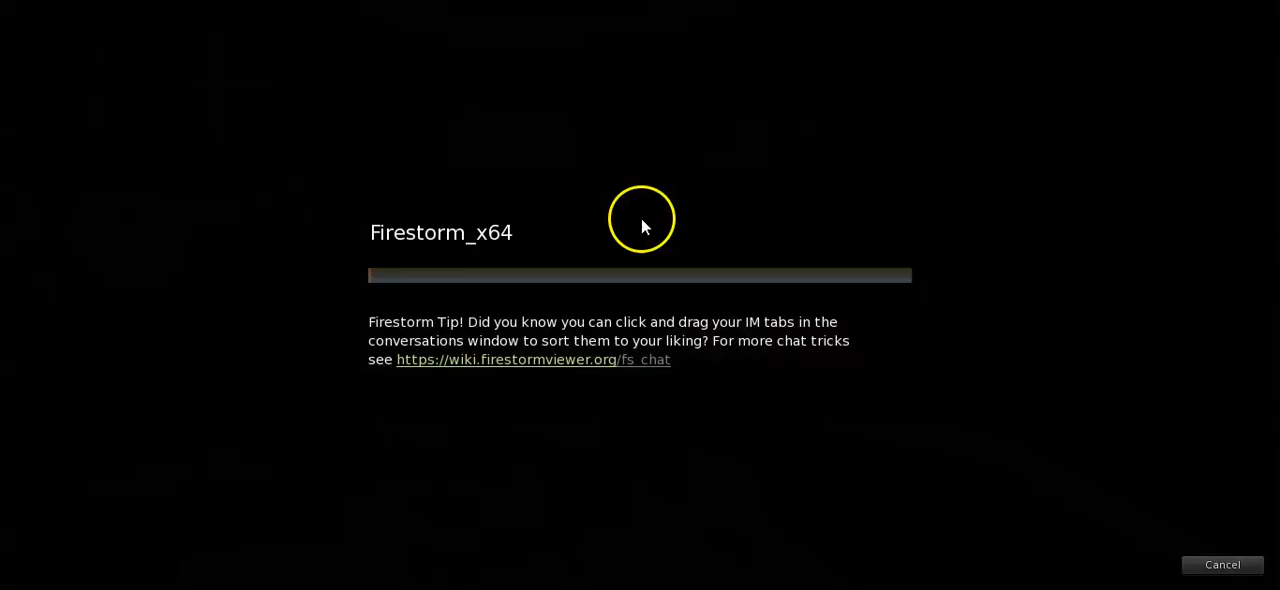 Firestorm_x64
Firestorm Tip! Did you know you can click and drag your IM tabs in the
conversations window to sort them to your liking? For more chat tricks
see https://wiki.firestormviewer.org/fs_chat
Cancel